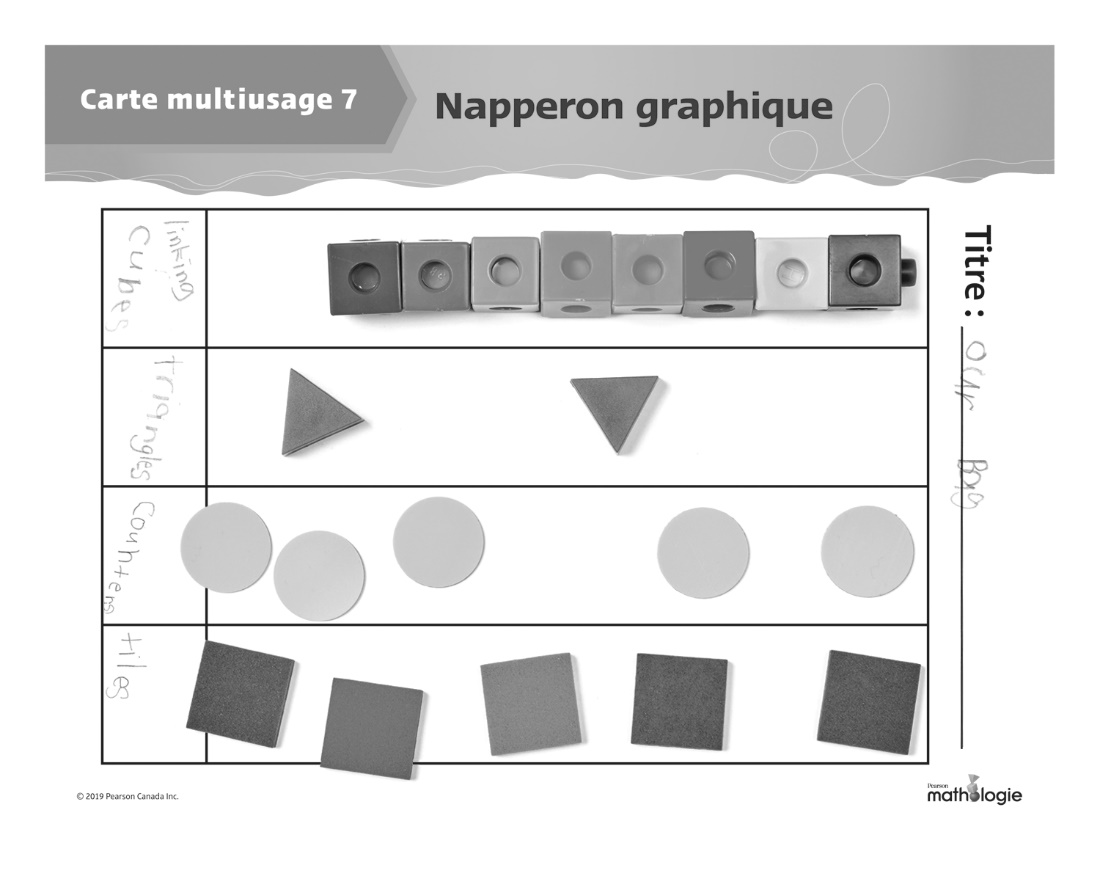 Carte multiusage 7
Napperon graphique
linking
Cubes
Triangles
Counters
tiles
Titre : our Bag
© 2019 Pearson Canada Inc.
Pearson
mathologie